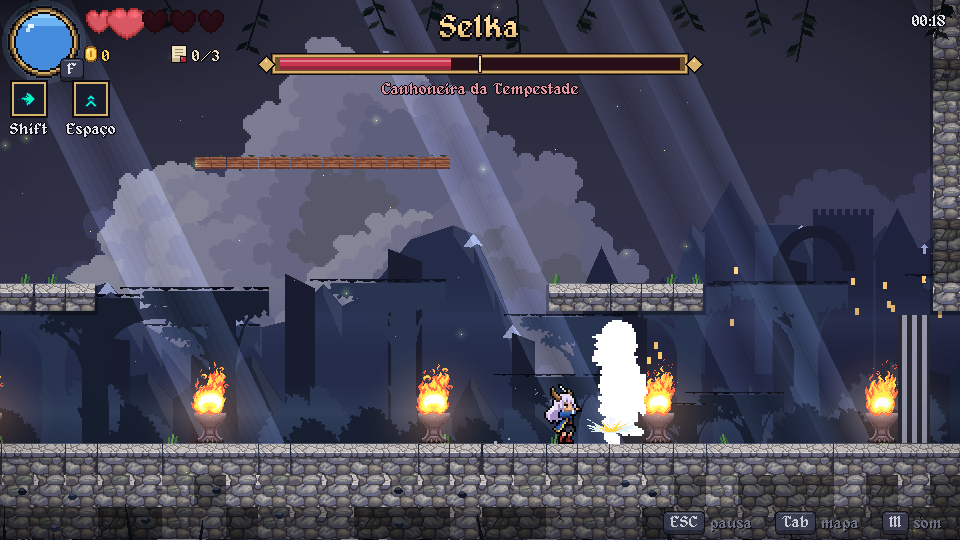 Selka
00:18
0
0/3
F
Shift
Espaço
Canhoneira da Tempestade
ESC pausa
Tab mapa
M som